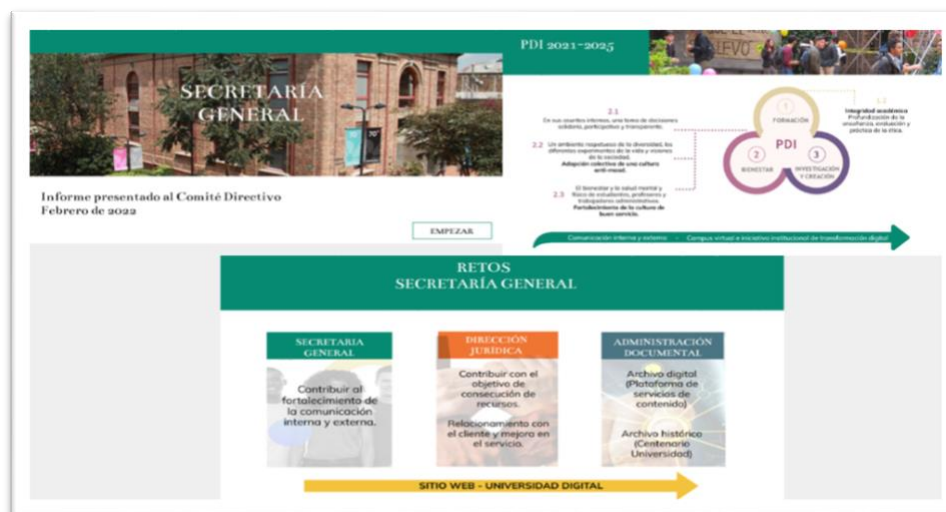 SECRETARÍA
GENERAL
Informe presentado al Comité Directivo
Febrero de 2022
EMPEZAR
PDI 2021-2025
2.1
En sus asuntos internos, una toma de decisiones
solidaria, participativa y transparente.
2.2 Un ambiente respetuoso de la diversidad, las
diferentes experiencias de la vida y visiones
de la sociedad.
Adopción colectiva de una cultura
2.3 El bienestar y la salud mental y
física de estudiantes, profesores y
trabajadores administrativos.
Fortalecimiento de la cultura de
buen servicio.
1
FORMACIÓN
PDI
2
BIENESTAR
3
INVESTIGACIÓN
Y CREACIÓN
Integridad académica
Profundización de la
enseñanza, evaluación y
práctica de la ética.
Comunicación interna y externa - Campus virtual e iniciativa institucional de transformación digital
RETOS
SECRETARÍA GENERAL
SECRETARIA
GENERAL
Contribuir al
fortalecimiento de
la comunicación
interna y externa.
DIRECCIÓN
JURÍDICA
Contribuir con el
objetivo de
consecución de
recursos.
Relacionamiento con
el cliente y mejora en
el servicio.
ADMINISTRACIÓN
DOCUMENTAL
Archivo digital
(Plataforma de
servicios de
contenido)
Archivo histórico
(Centenario
Universidad)
SITIO WEB - UNIVERSIDAD DIGITAL